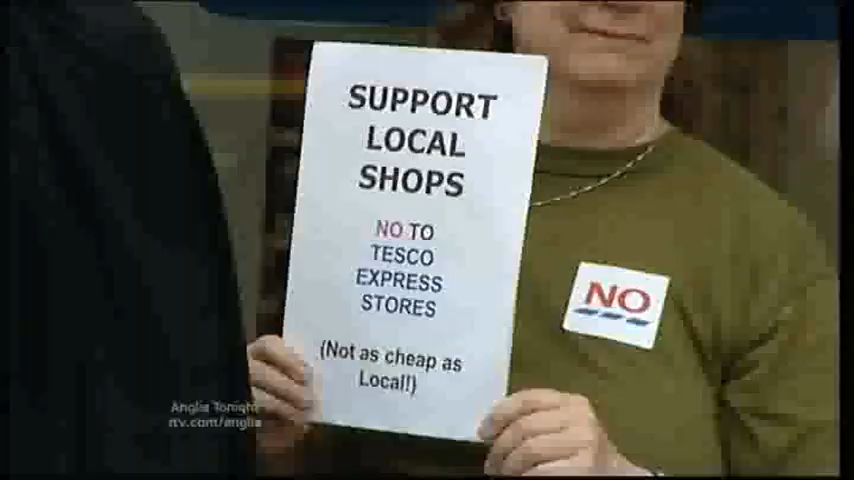 SUPPORT
LOCAL
SHOPS
NO TO
TESCO
EXPRESS
STORES
(Not as cheap as
Local!)
NO
Anglia Tonight
itv.com/anglia